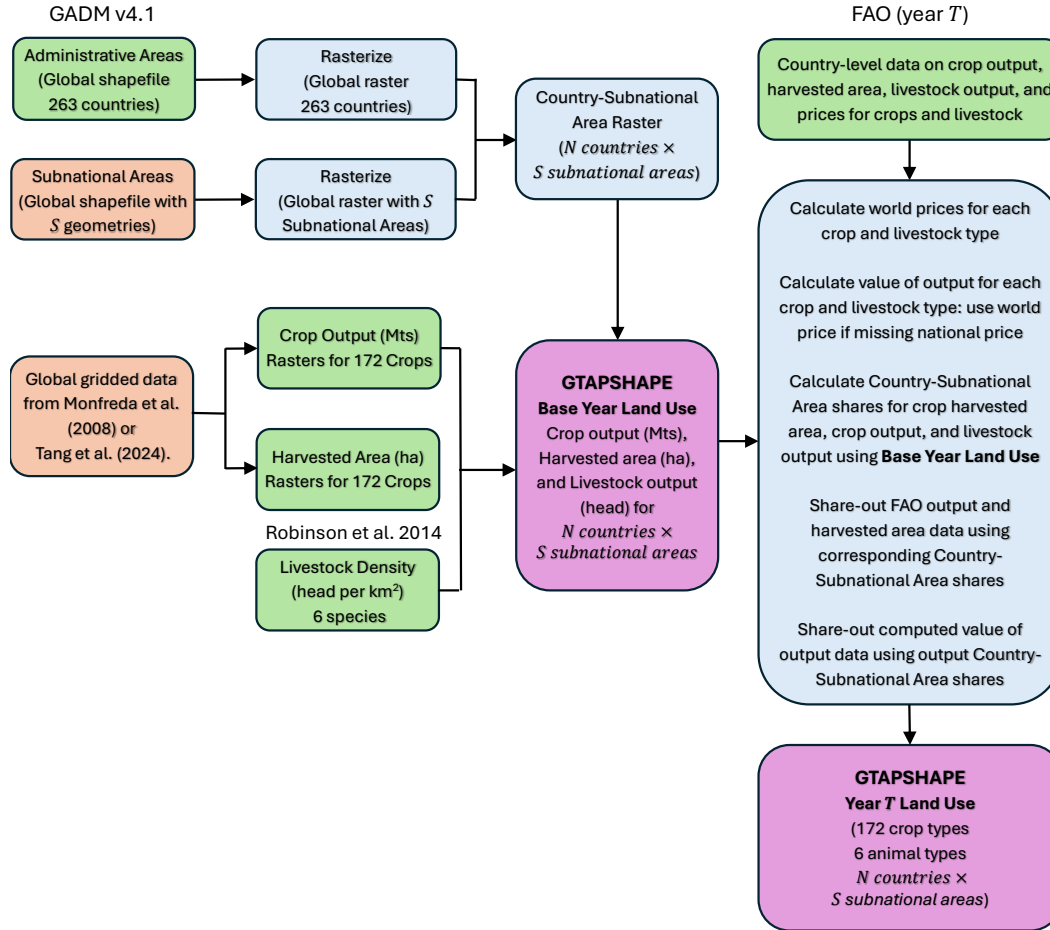 GADM v4.1
Administrative Areas
(Global shapefile
263 countries)
Rasterize
(Global raster
263 countries)
Subnational Areas
(Global shapefile with
S geometries)
Rasterize
(Global raster with S
Subnational Areas)
Country-Subnational
Area Raster
(N countries ×
S subnational areas)
Global gridded data
from Monfreda et al.
(2008) or
Tang et al. (2024).
Crop Output (Mts)
Rasters for 172 Crops
Harvested Area (ha)
Rasters for 172 Crops
Robinson et al. 2014
Livestock Density
(head per km²)
6 species
GTAPSHAPE
Base Year Land Use
Crop output (Mts),
Harvested area (ha),
and Livestock output
(head) for
N countries ×
S subnational areas
FAO (year T)
Country-level data on crop output,
harvested area, livestock output, and
prices for crops and livestock
Calculate world prices for each
crop and livestock type
Calculate value of output for each
crop and livestock type: use world
price if missing national price
Calculate Country-Subnational
Area shares for crop harvested
area, crop output, and livestock
output using Base Year Land Use
Share-out FAO output and
harvested area data using
corresponding Country-
Subnational Area shares
Share-out computed value of
output data using output Country-
Subnational Area shares
GTAPSHAPE
Year T Land Use
(172 crop types
6 animal types
N countries ×
S subnational areas)